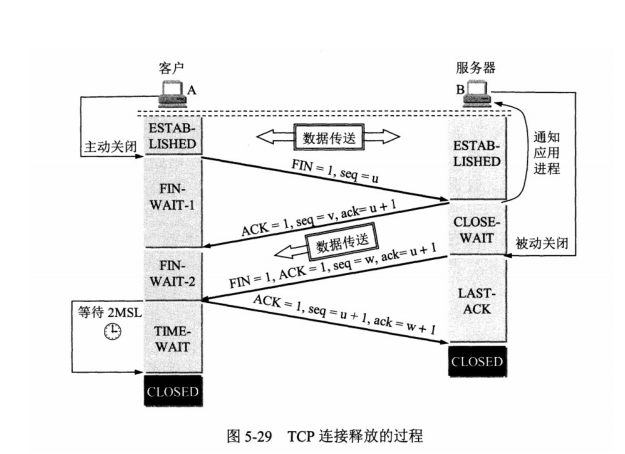 客户
服务器
A
B
ESTAB-
LISHED
数据传送
ESTAB-
LISHED
通知
应用
进程
主动关闭
FIN = 1, seq = u
FIN-
WAIT-1
ACK = 1, seq = v, ack= u + 1
CLOSE-
WAIT
数据传送
被动关闭
FIN-
WAIT-2
FIN = 1, ACK = 1, seq = w, ack= u + 1
LAST-
ACK
等待 2MSL
ACK = 1, seq = u + 1, ack = w + 1
TIME-
WAIT
CLOSED
CLOSED
图 5-29 TCP 连接释放的过程